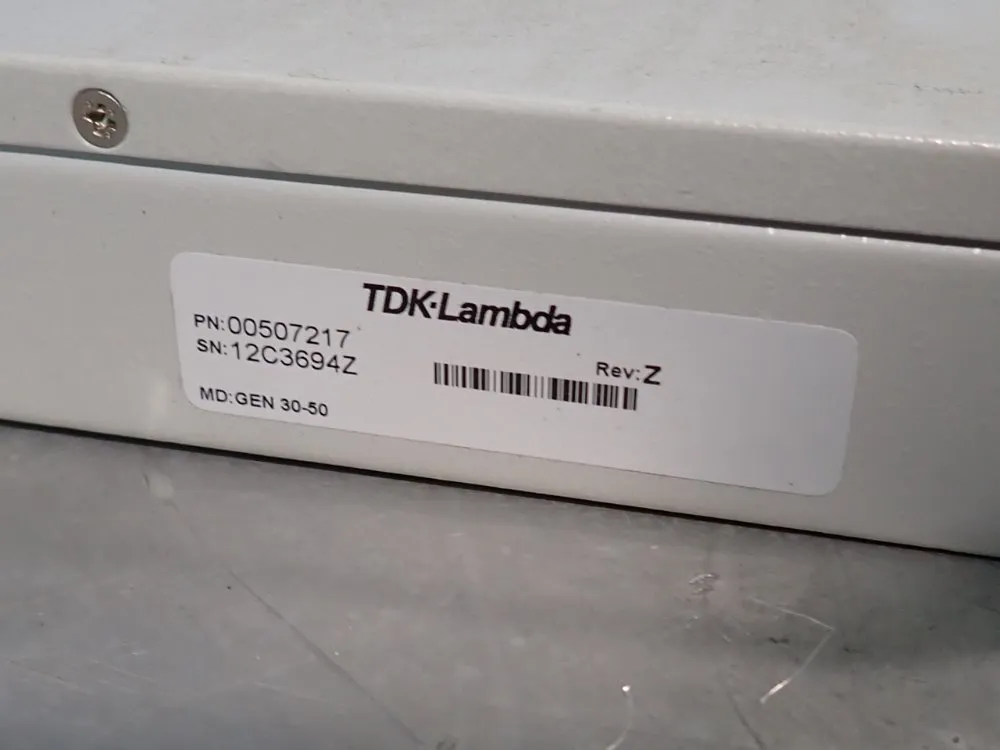 TDK·Lambda
PN:00507217
SN:12C3694Z
Rev:Z
MD:GEN 30-50